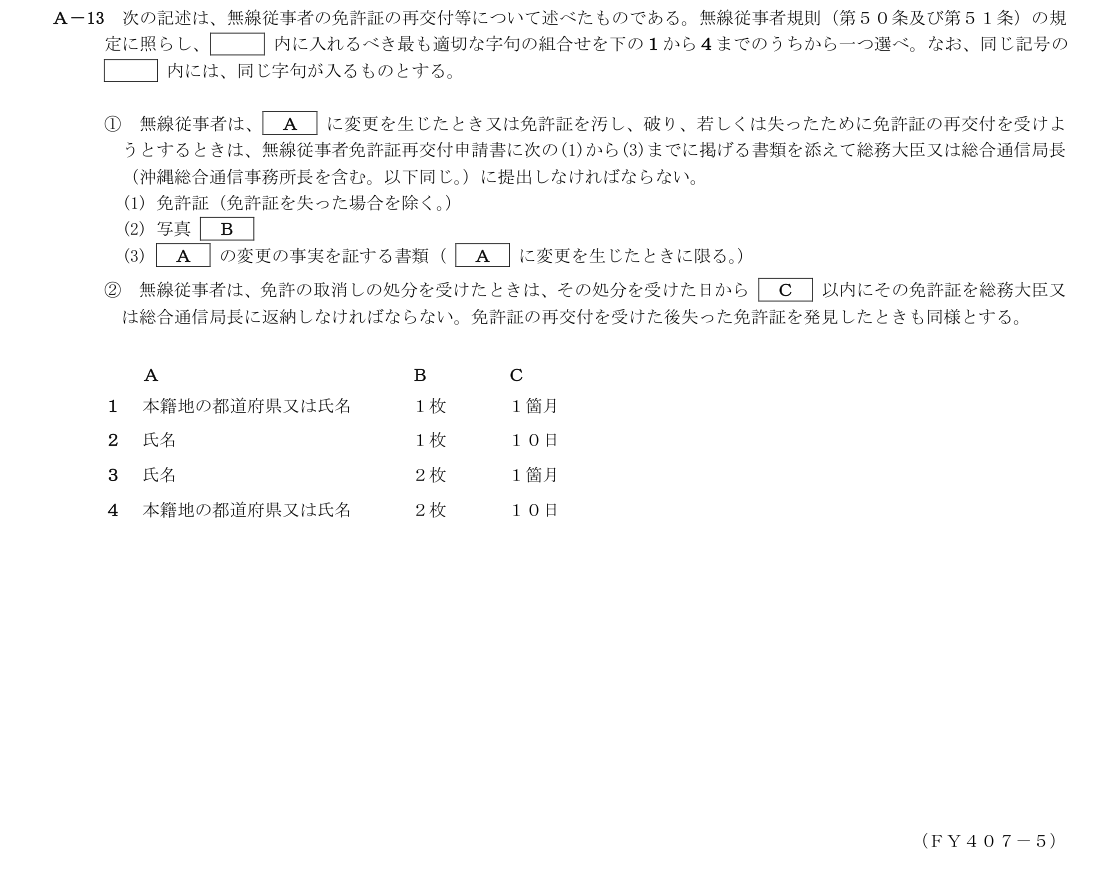 A－13　次の記述は、無線従事者の免許証の再交付等について述べたものである。無線従事者規則（第５０条及び第５１条）の規
定に照らし、　　　内に入れるべき最も適切な字句の組合せを下の1から4までのうちから一つ選べ。なお、同じ記号の
　　　内には、同じ字句が入るものとする。
①　無線従事者は、 A に変更を生じたとき又は免許証を汚し、破り、若しくは失ったために免許証の再交付を受けよ
うとするときは、無線従事者免許証再交付申請書に次の(1)から(3)までに掲げる書類を添えて総務大臣又は総合通信局長
（沖縄総合通信事務所長を含む。以下同じ。）に提出しなければならない。
(1) 免許証（免許証を失った場合を除く。）
(2) 写真 B
(3) A の変更の事実を証する書類（ A に変更を生じたときに限る。）
②　無線従事者は、免許の取消しの処分を受けたときは、その処分を受けた日から C 以内にその免許証を総務大臣又
は総合通信局長に返納しなければならない。免許証の再交付を受けた後失った免許証を発見したときも同様とする。
A　B　C
1　本籍地の都道府県又は氏名　１枚　１箇月
2　氏名　１枚　１０日
3　氏名　２枚　１箇月
4　本籍地の都道府県又は氏名　２枚　１０日
（ＦＹ４０７－５）